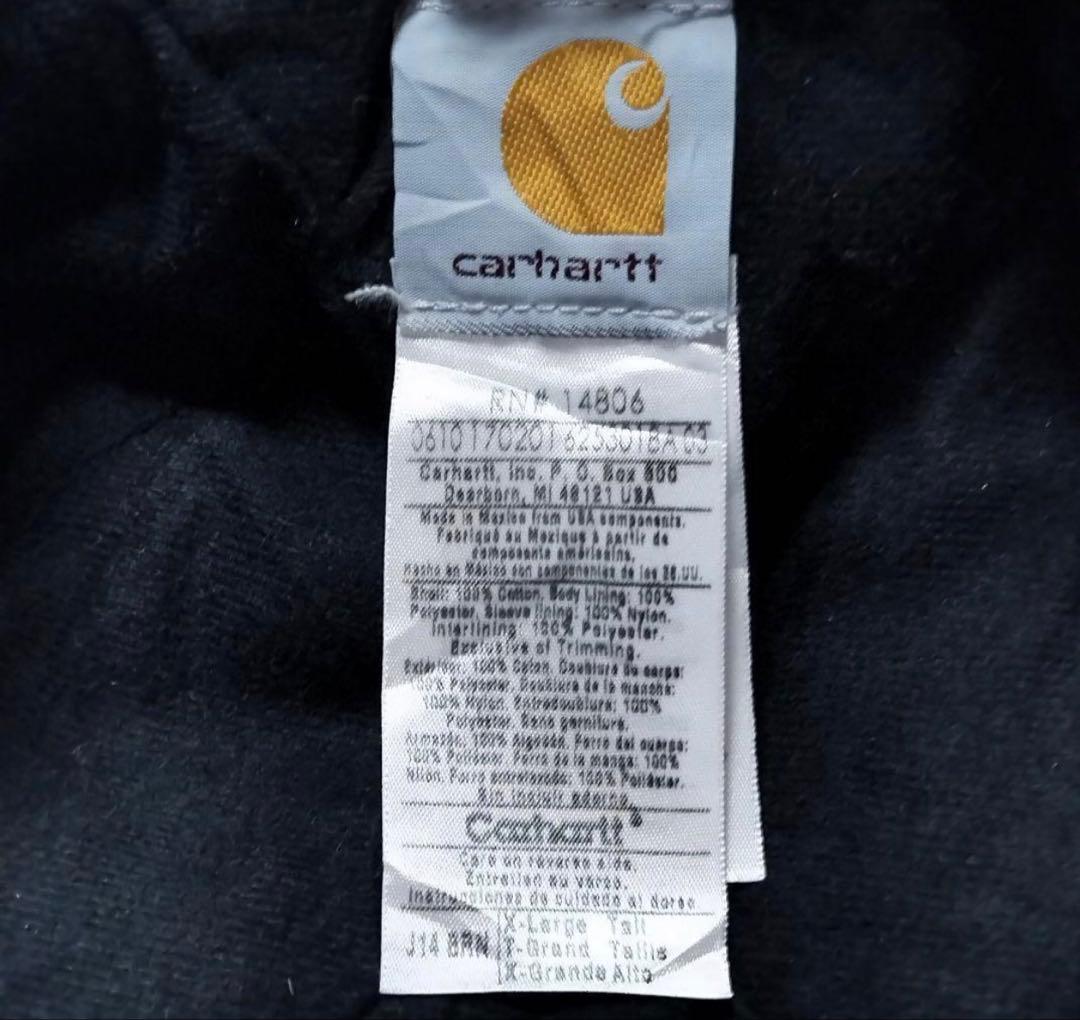 carhartt
RN# 14806
Carhartt, Inc. P. O. Box 600
Dearborn, MI 48121 USA
Made in Mexico from USA components.
Fabriqué au Mexique à partir de
composants américains.
Hecho en México con componentes de los EE.UU.
Shell: 100% Cotton. Body Lining: 100%
Polyester. Sleeve lining: 100% Nylon.
Interlining: 100% Polyester.
Exclusive of Trimming.
Extérieur: 100% Coton. Doublure du corps:
100% Polyester. Doublure de la manche:
100% Nylon. Entredoublure: 100%
Polyester. Sans garniture.
Armazón: 100% Algodón. Forro del cuerpo:
100% Poliéster. Forro de la manga: 100%
Nilon. Forro entrelazado: 100% Poliéster.
Sin incluir adorno.
Carhartt®
Care on reverse side.
Entretien au verso.
Instrucciones de cuidado al dorso
J14 BRN
X-Large Tall
T-Grand Taille
X-Grande Alto